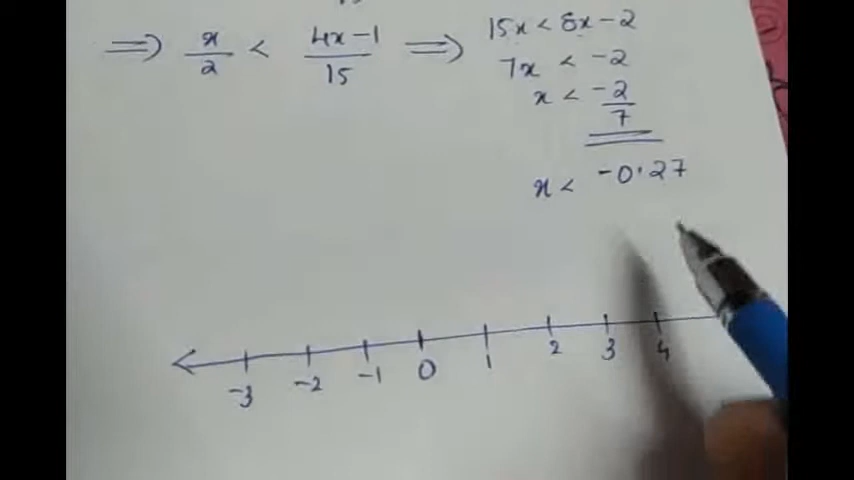 ⇒ x/2 < (4x-1)/15 ⇒ 15x < 8x - 2
7x < -2
x < -2/7
x < -0.27
-3 -2 -1 0 1 2 3 4